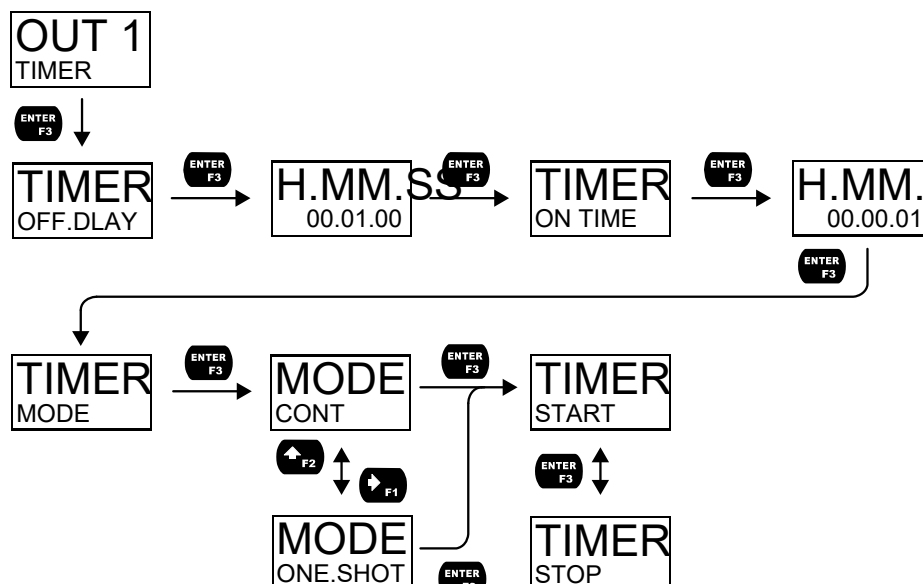 OUT 1
TIMER
ENTER
F3
TIMER
OFF.DLAY
ENTER
F3
H.MM.SS
00.01.00
ENTER
F3
TIMER
ON TIME
ENTER
F3
H.MM.
00.00.01
ENTER
F3
TIMER
MODE
ENTER
F3
MODE
CONT
ENTER
F3
TIMER
START
F2
F1
ENTER
F3
MODE
ONE.SHOT
ENTER
TIMER
STOP